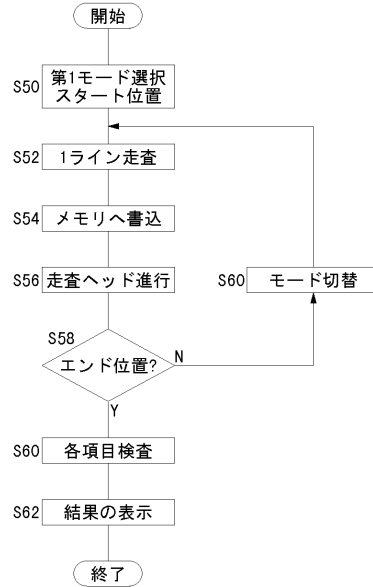 開始
S50
第1モード選択
スタート位置
S52
1ライン走査
S54
メモリへ書込
S56
走査ヘッド進行
S60
モード切替
S58
エンド位置?
N
Y
S60
各項目検査
S62
結果の表示
終了